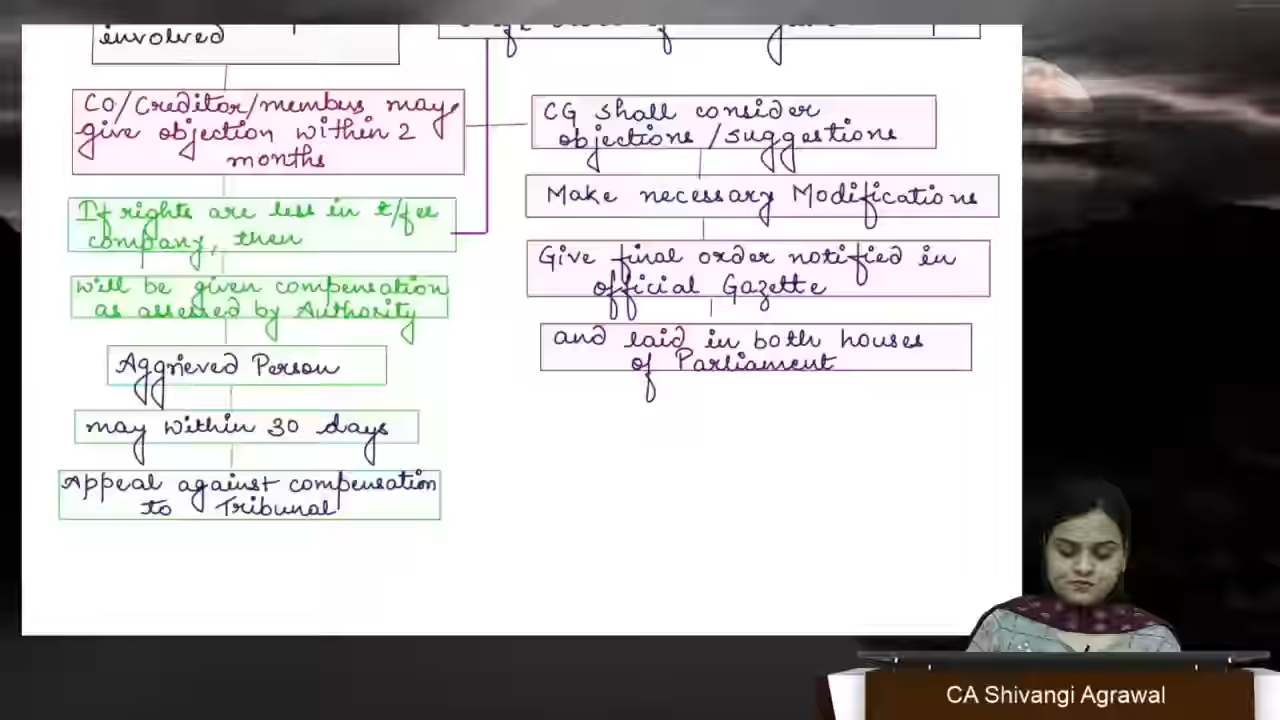 involved
CO/Creditor/members may
give objection within 2
months
If rights are less in t/fee
company, then
will be given compensation
as assessed by Authority
Aggrieved Person
may within 30 days
Appeal against compensation
to Tribunal
CG shall consider
objections/suggestions
Make necessary Modifications
Give final order notified in
official Gazette
and laid in both houses
of Parliament
CA Shivangi Agrawal